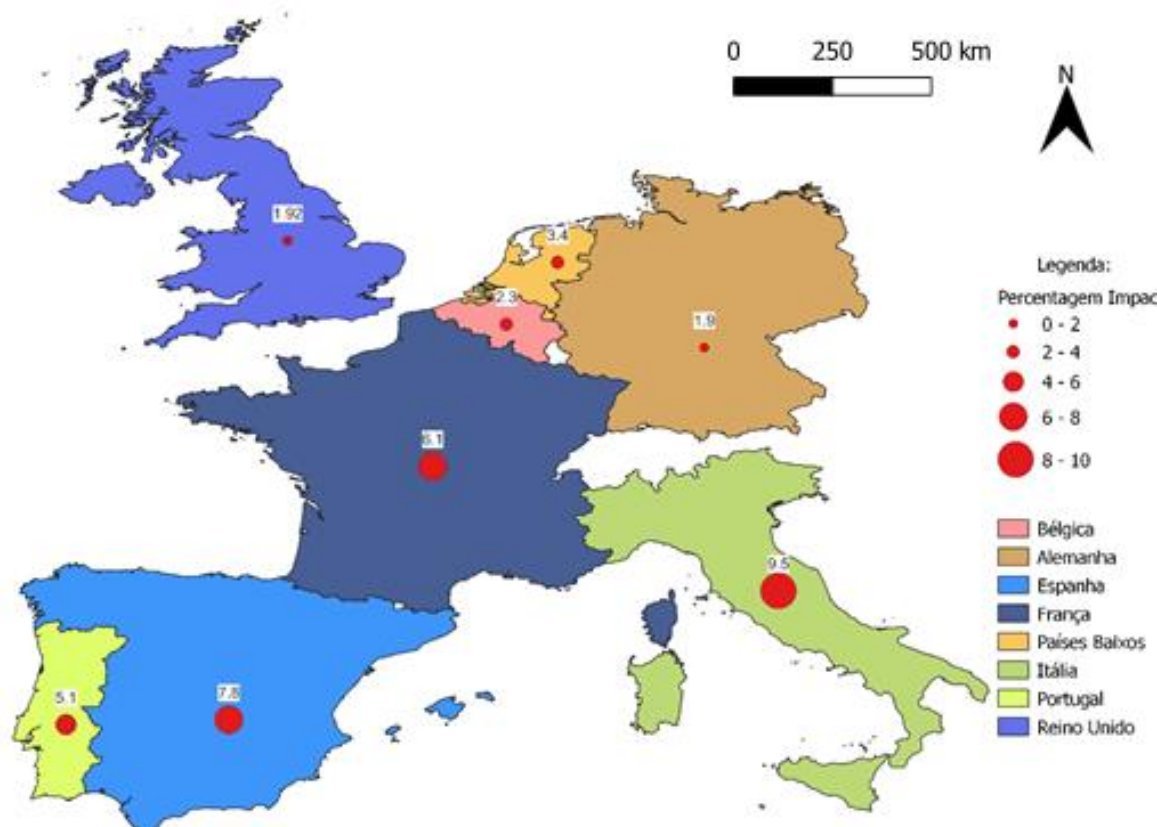 0 250 500 km
N
1.92
3.4
2.3
1.9
6.1
9.5
5.1
7.8
Legenda:
Percentagem Impac
0 - 2
2 - 4
4 - 6
6 - 8
8 - 10
Bélgica
Alemanha
Espanha
França
Países Baixos
Itália
Portugal
Reino Unido